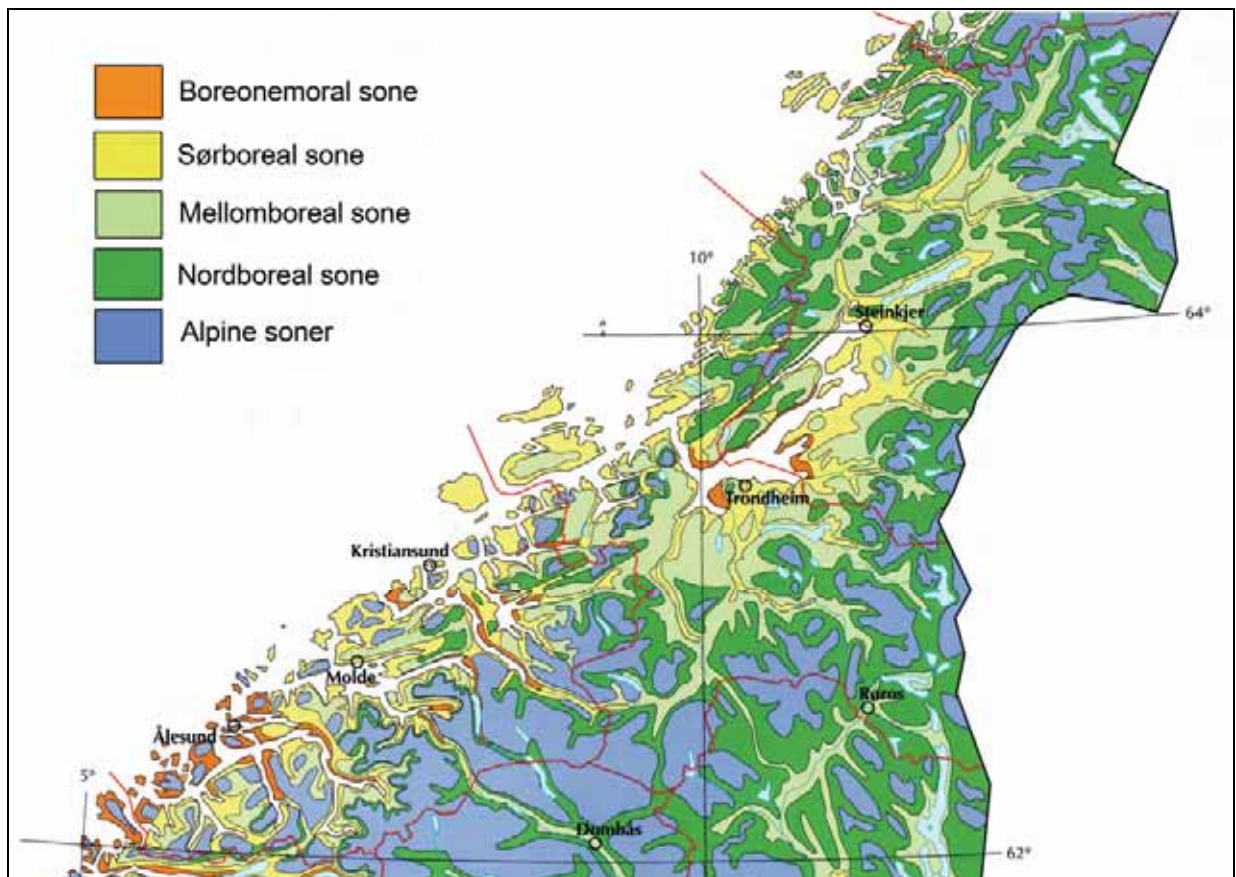 Boreonemoral sone
Sørboreal sone
Mellomboreal sone
Nordboreal sone
Alpine soner
10°
Steinkjer
64°
Trondheim
Kristiansund
Molde
Røros
Ålesund
5°
Dombås
62°